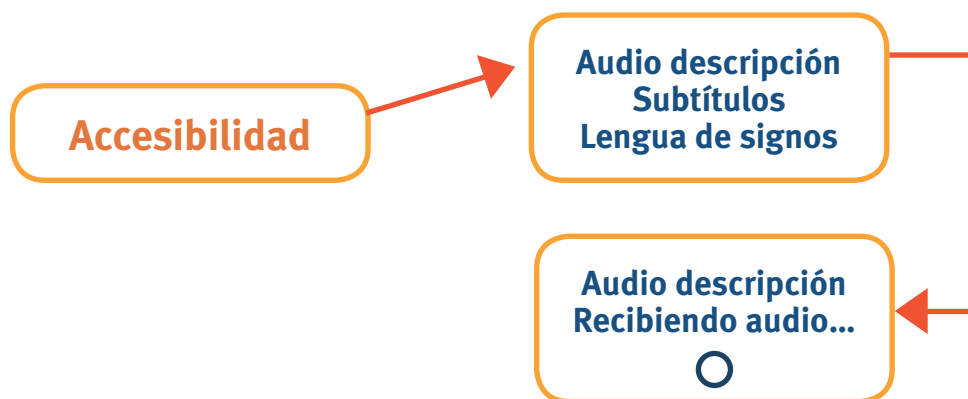 Accesibilidad
Audio descripción
Subtítulos
Lengua de signos
Audio descripción
Recibiendo audio...